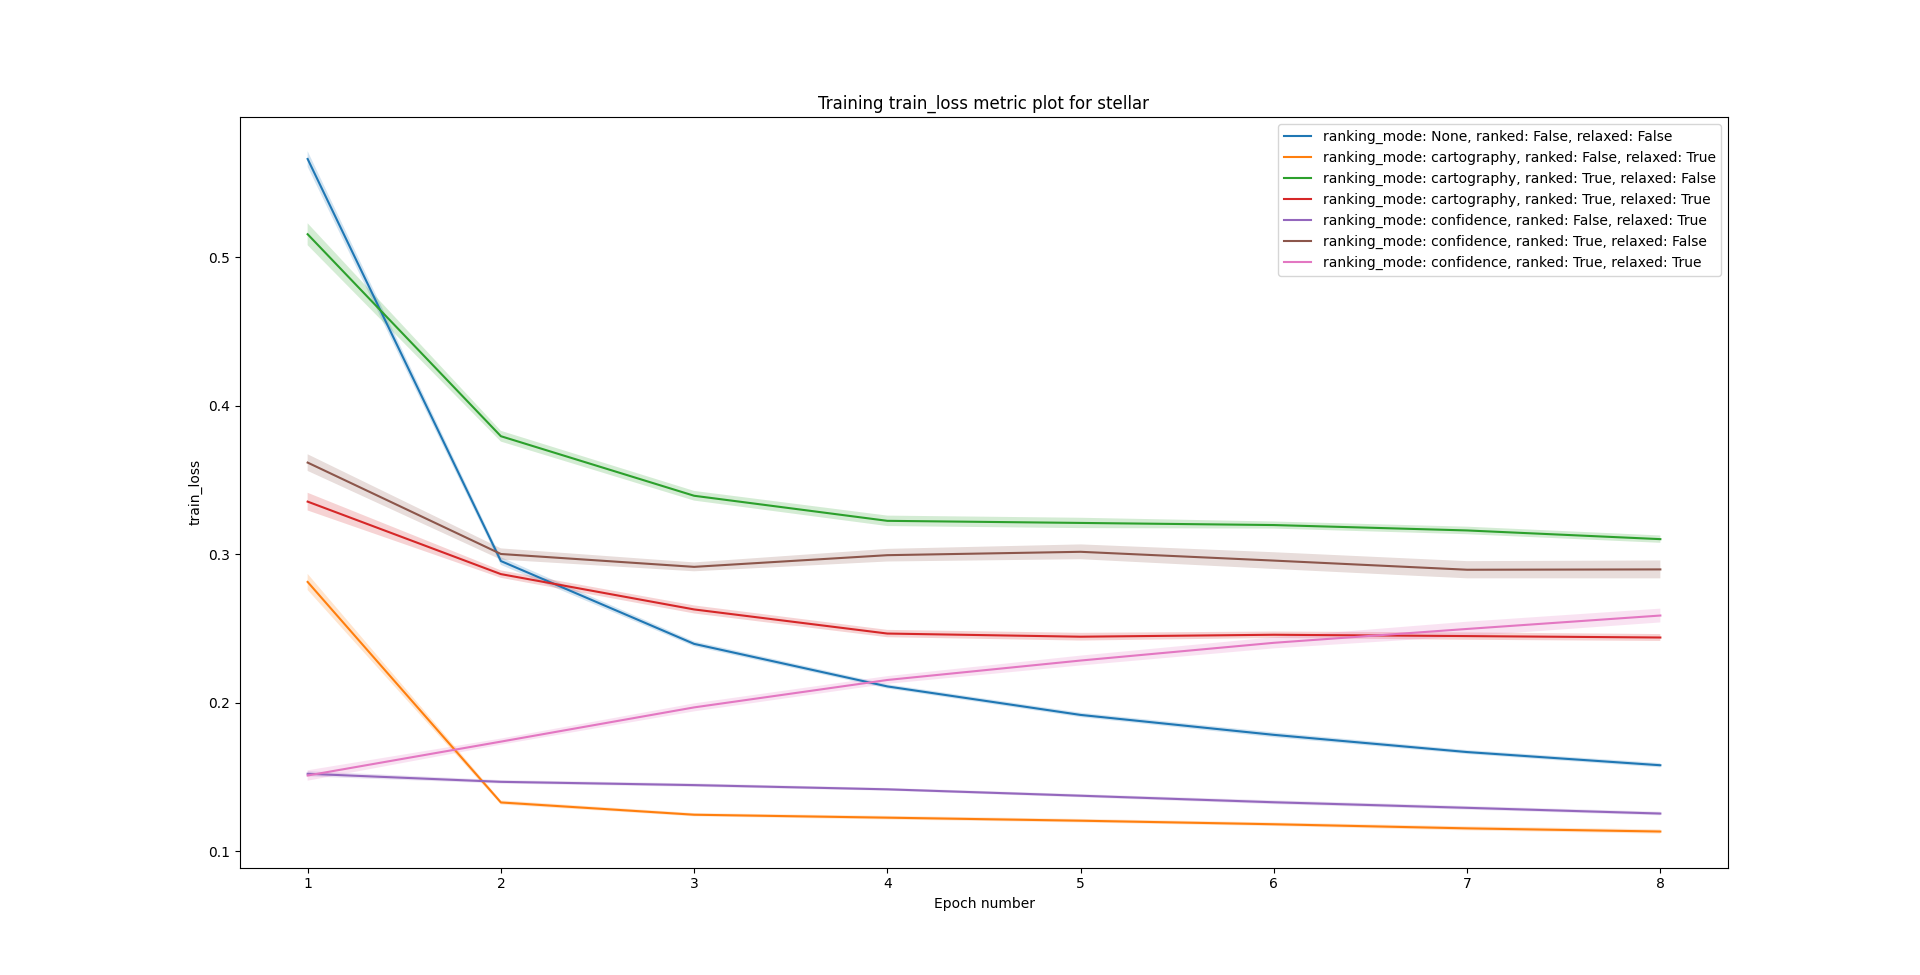 Training train_loss metric plot for stellar
ranking_mode: None, ranked: False, relaxed: False
ranking_mode: cartography, ranked: False, relaxed: True
ranking_mode: cartography, ranked: True, relaxed: False
ranking_mode: cartography, ranked: True, relaxed: True
ranking_mode: confidence, ranked: False, relaxed: True
ranking_mode: confidence, ranked: True, relaxed: False
ranking_mode: confidence, ranked: True, relaxed: True
0.5
0.4
0.3
0.2
0.1
train_loss
1 2 3 4 5 6 7 8
Epoch number